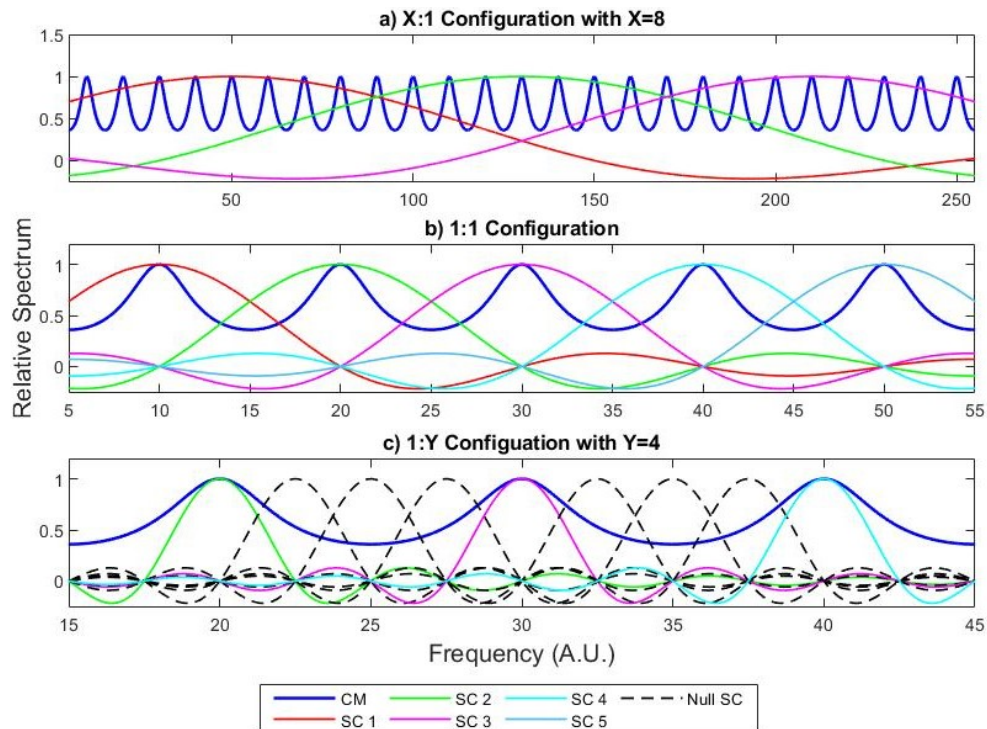 a) X:1 Configuration with X=8
1.5
1
0.5
0
50 100 150 200 250
b) 1:1 Configuration
1
0.5
0
5 10 15 20 25 30 35 40 45 50 55
Relative Spectrum
c) 1:Y Configuation with Y=4
1
0.5
0
15 20 25 30 35 40 45
Frequency (A.U.)
CM SC 2 SC 4 Null SC
SC 1 SC 3 SC 5